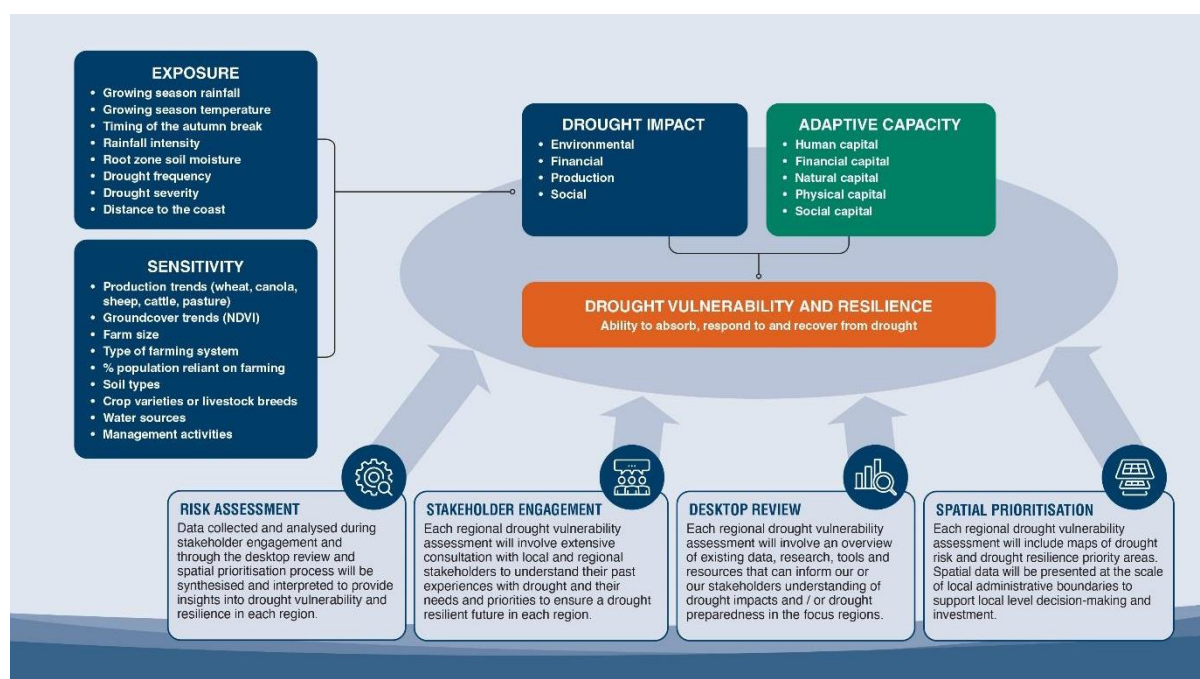 EXPOSURE
• Growing season rainfall
• Growing season temperature
• Timing of the autumn break
• Rainfall intensity
• Root zone soil moisture
• Drought frequency
• Drought severity
• Distance to the coast
SENSITIVITY
• Production trends (wheat, canola,
sheep, cattle, pasture)
• Groundcover trends (NDVI)
• Farm size
• Type of farming system
• % population reliant on farming
• Soil types
• Crop varieties or livestock breeds
• Water sources
• Management activities
DROUGHT IMPACT
• Environmental
• Financial
• Production
• Social
ADAPTIVE CAPACITY
• Human capital
• Financial capital
• Natural capital
• Physical capital
• Social capital
DROUGHT VULNERABILITY AND RESILIENCE
Ability to absorb, respond to and recover from drought
RISK ASSESSMENT
Data collected and analysed during
stakeholder engagement and
through the desktop review and
spatial prioritisation process will be
synthesised and interpreted to provide
insights into drought vulnerability and
resilience in each region.
STAKEHOLDER ENGAGEMENT
Each regional drought vulnerability
assessment will involve extensive
consultation with local and regional
stakeholders to understand their past
experiences with drought and their
needs and priorities to ensure a drought
resilient future in each region.
DESKTOP REVIEW
Each regional drought vulnerability
assessment will involve an overview
of existing data, research, tools and
resources that can inform our or
our stakeholders understanding of
drought impacts and / or drought
preparedness in the focus regions.
SPATIAL PRIORITISATION
Each regional drought vulnerability
assessment will include maps of drought
risk and drought resilience priority areas.
Spatial data will be presented at the scale
of local administrative boundaries to
support local level decision-making and
investment.